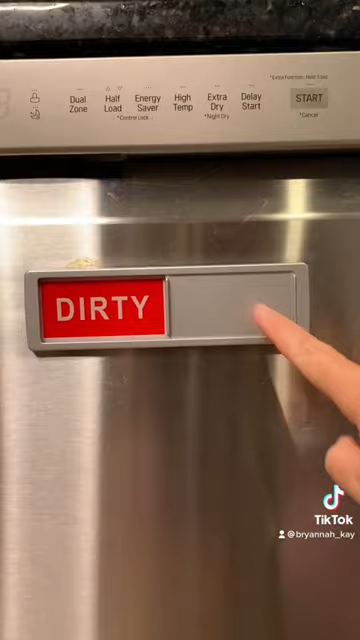 *Extra Function: Hold 3 sec
Dual Zone
Half Load
Energy Saver
High Temp
Extra Dry
Delay Start
START
*Control Lock
*Night Dry
*Cancel
DIRTY
TikTok
@bryannah_kay